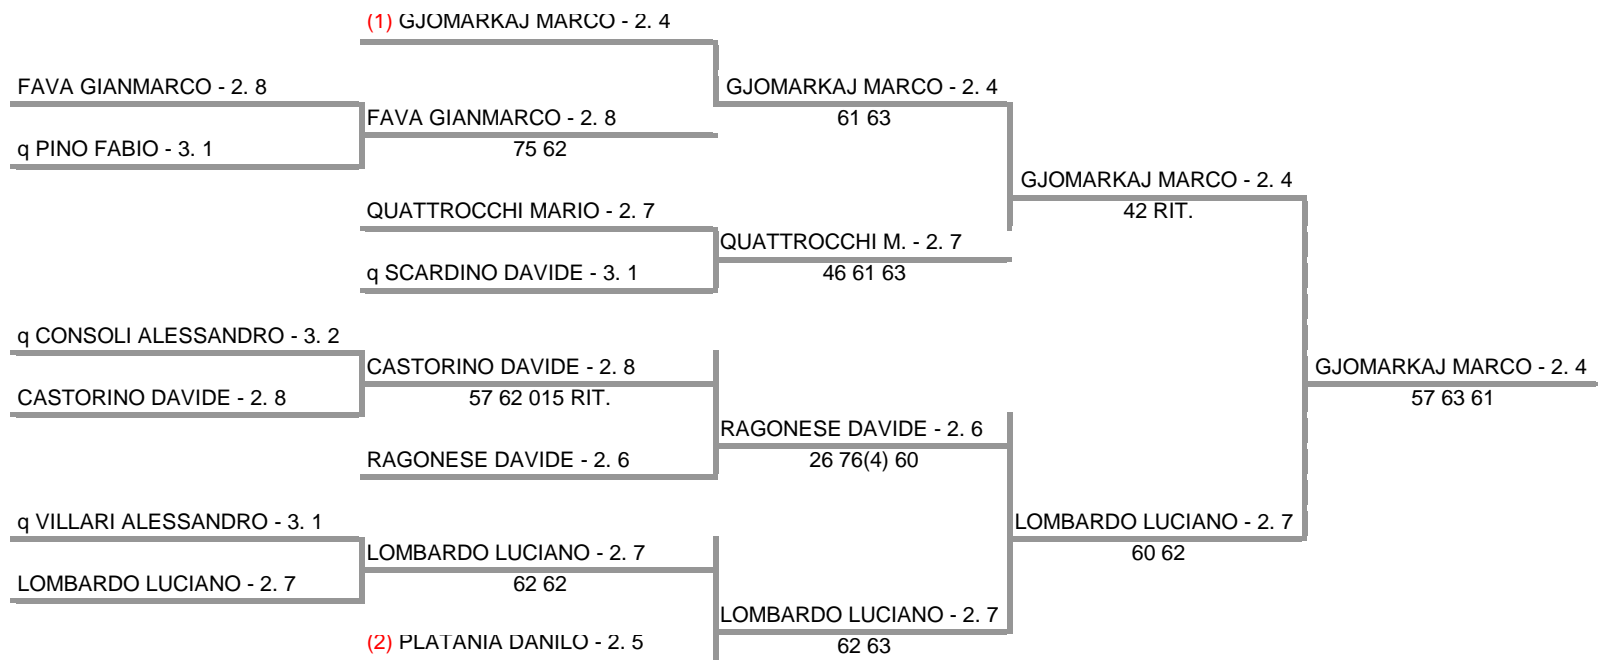 (1) GJOMARKAJ MARCO - 2. 4
FAVA GIANMARCO - 2. 8
GJOMARKAJ MARCO - 2. 4
61 63
FAVA GIANMARCO - 2. 8
75 62
q PINO FABIO - 3. 1
GJOMARKAJ MARCO - 2. 4
42 RIT.
QUATTROCCHI MARIO - 2. 7
QUATTROCCHI M. - 2. 7
46 61 63
q SCARDINO DAVIDE - 3. 1
q CONSOLI ALESSANDRO - 3. 2
CASTORINO DAVIDE - 2. 8
57 62 015 RIT.
GJOMARKAJ MARCO - 2. 4
57 63 61
CASTORINO DAVIDE - 2. 8
RAGONESE DAVIDE - 2. 6
26 76(4) 60
RAGONESE DAVIDE - 2. 6
q VILLARI ALESSANDRO - 3. 1
LOMBARDO LUCIANO - 2. 7
60 62
LOMBARDO LUCIANO - 2. 7
62 62
LOMBARDO LUCIANO - 2. 7
LOMBARDO LUCIANO - 2. 7
62 63
(2) PLATANIA DANILO - 2. 5